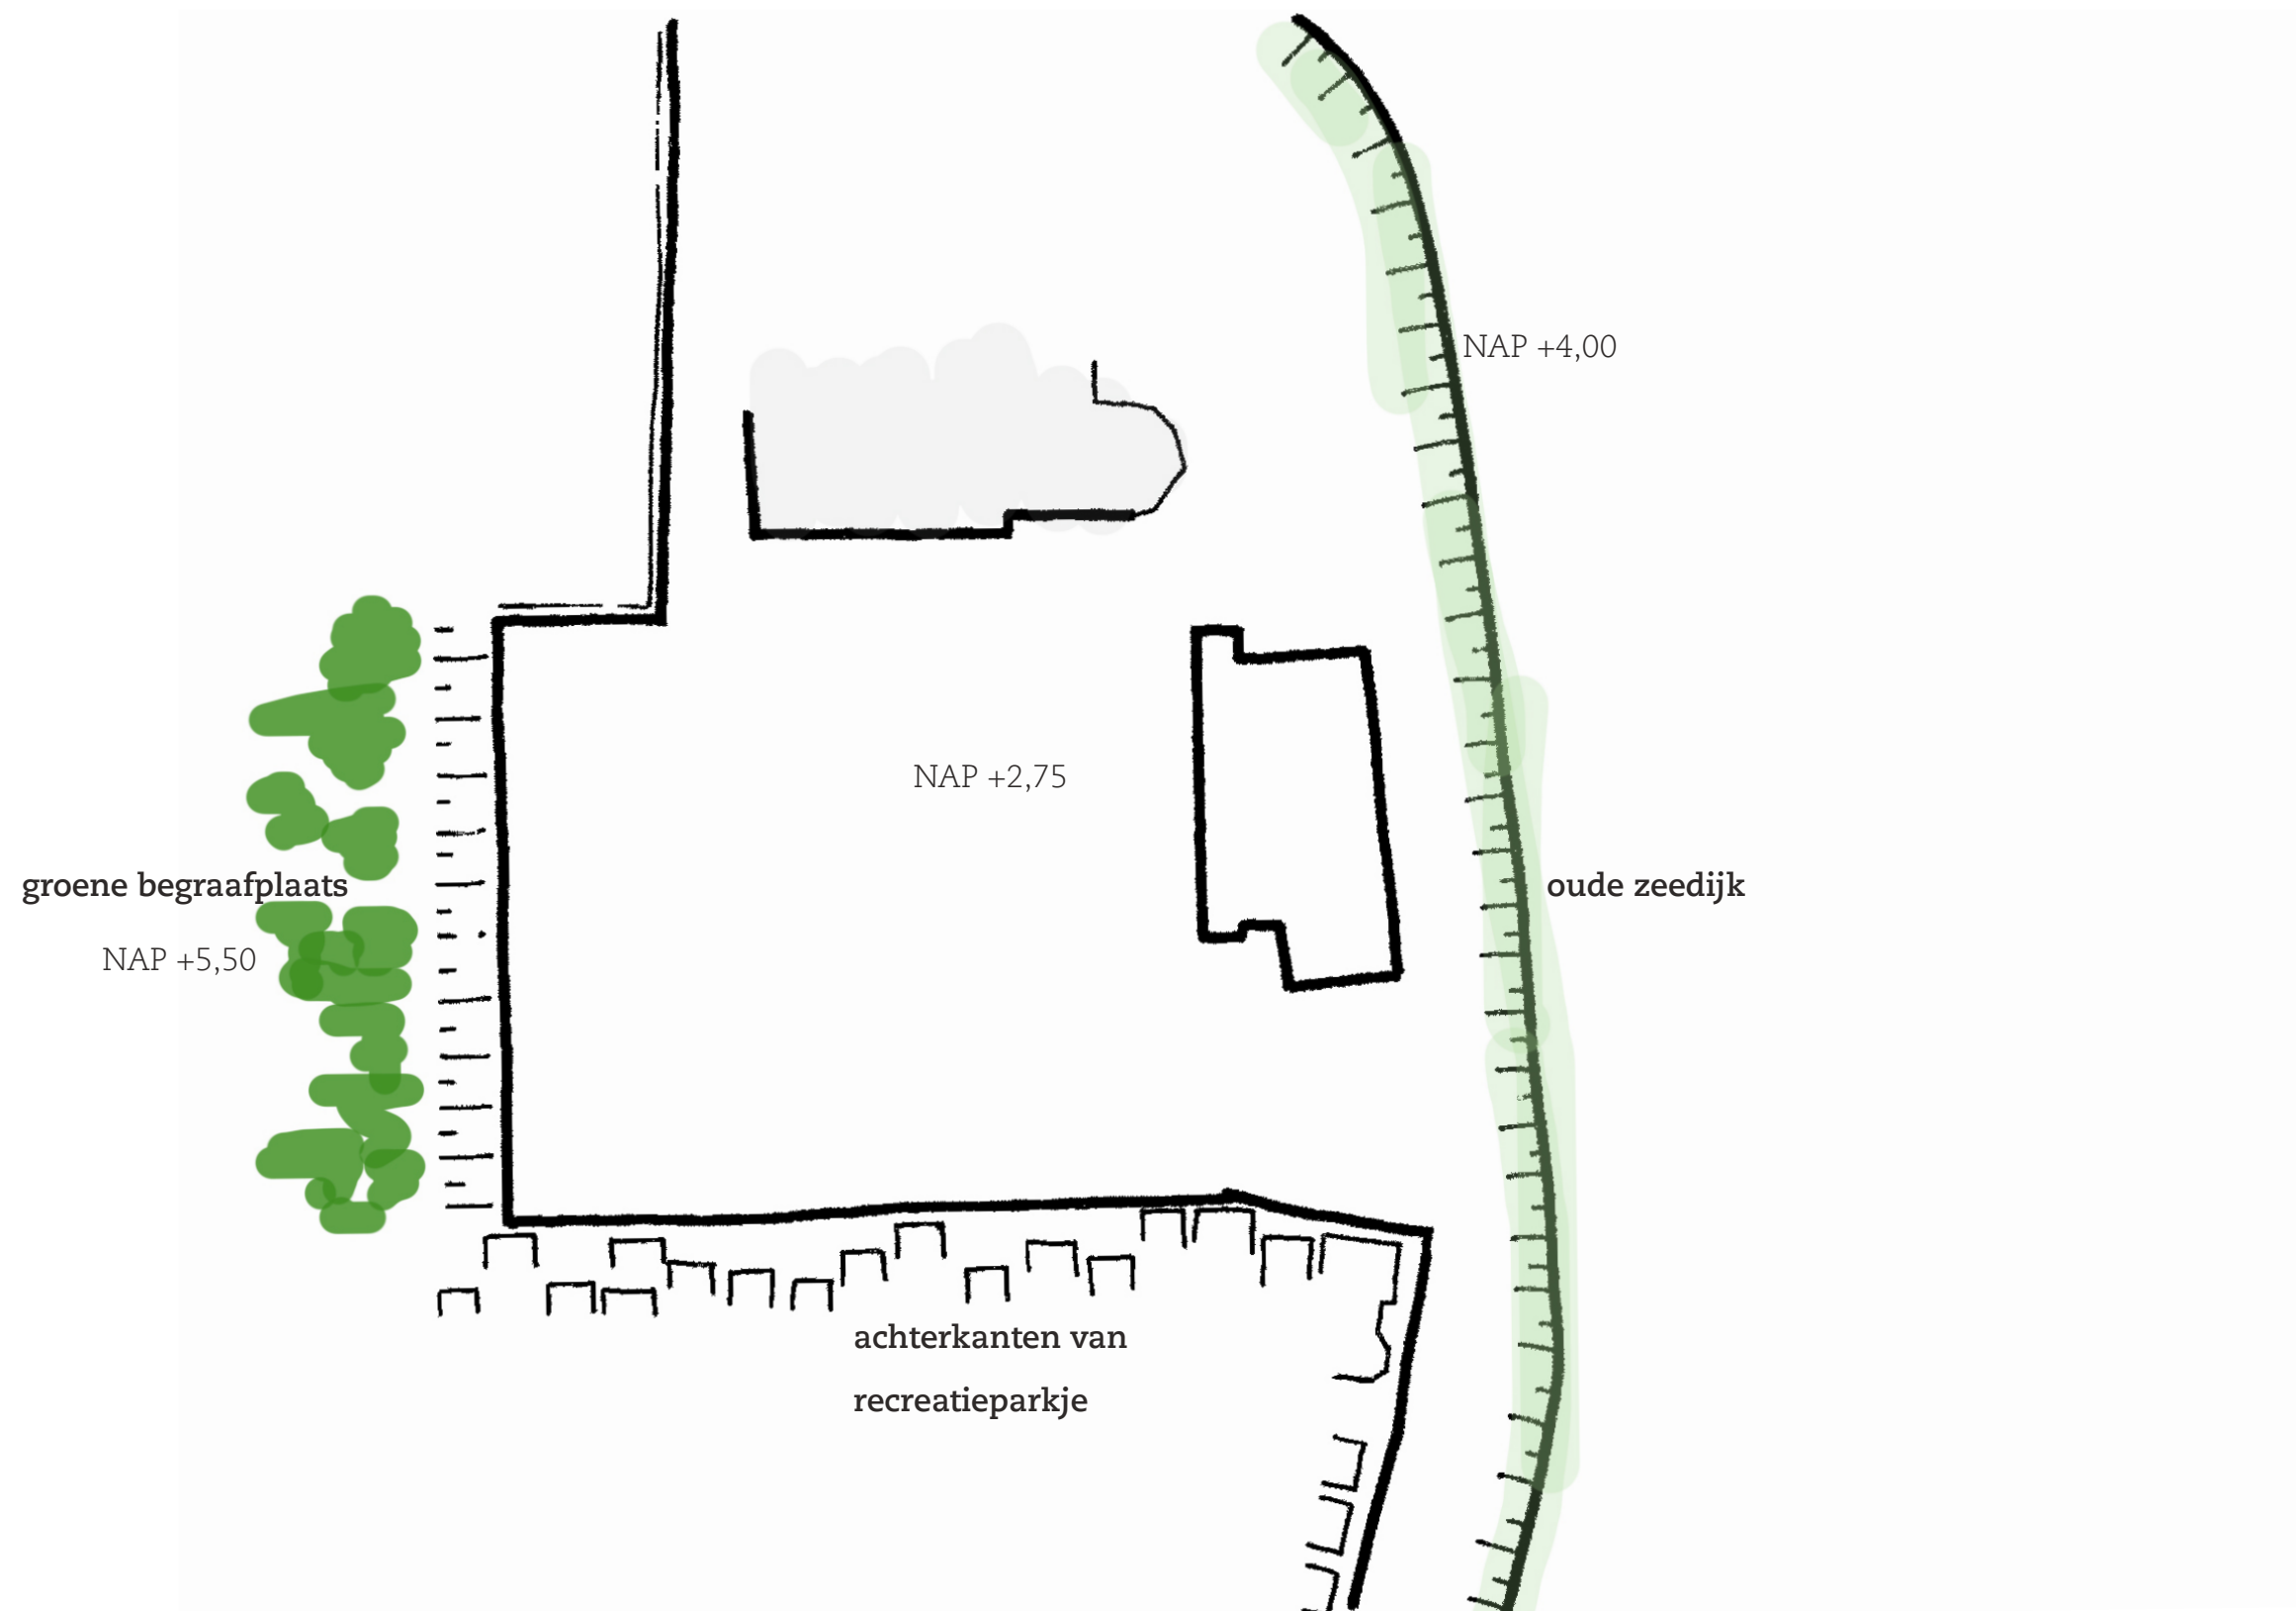 NAP +4,00
NAP +2,75
groene begraafplaats
oude zeedijk
NAP +5,50
achterkanten van
recreatieparkje